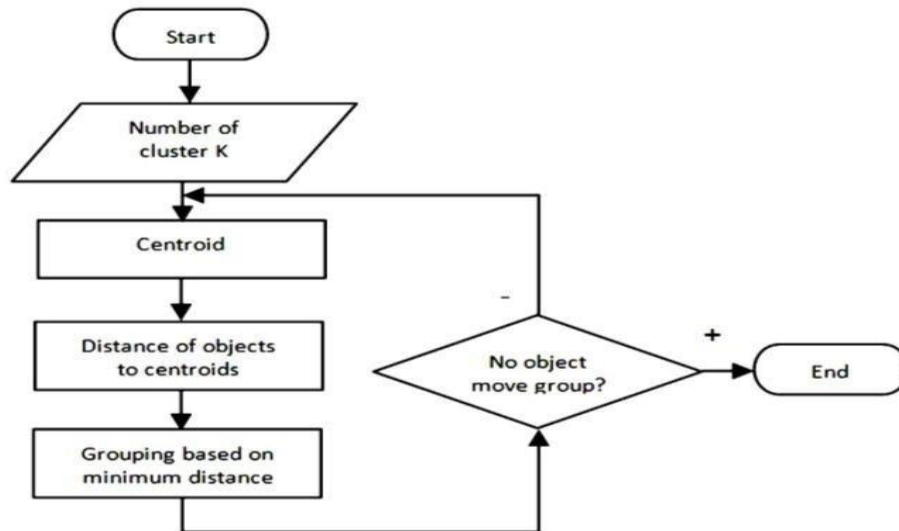 Start
Number of
cluster K
Centroid
Distance of objects
to centroids
Grouping based on
minimum distance
-
No object
move group?
+
End